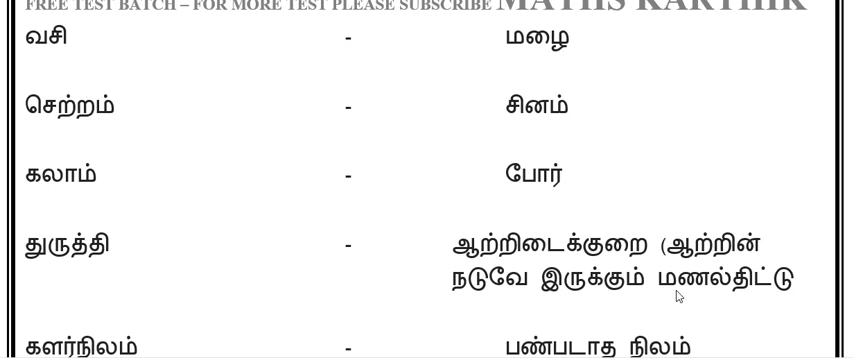 FREE TEST BATCH – FOR MORE TEST PLEASE SUBSCRIBE MATHS KARTHIK
வசி - மழை
செற்றம் - சினம்
கலாம் - போர்
துருத்தி - ஆற்றிடைக்குறை (ஆற்றின்
நடுவே இருக்கும் மணல்திட்டு
களர்நிலம் - பண்படாத நிலம்